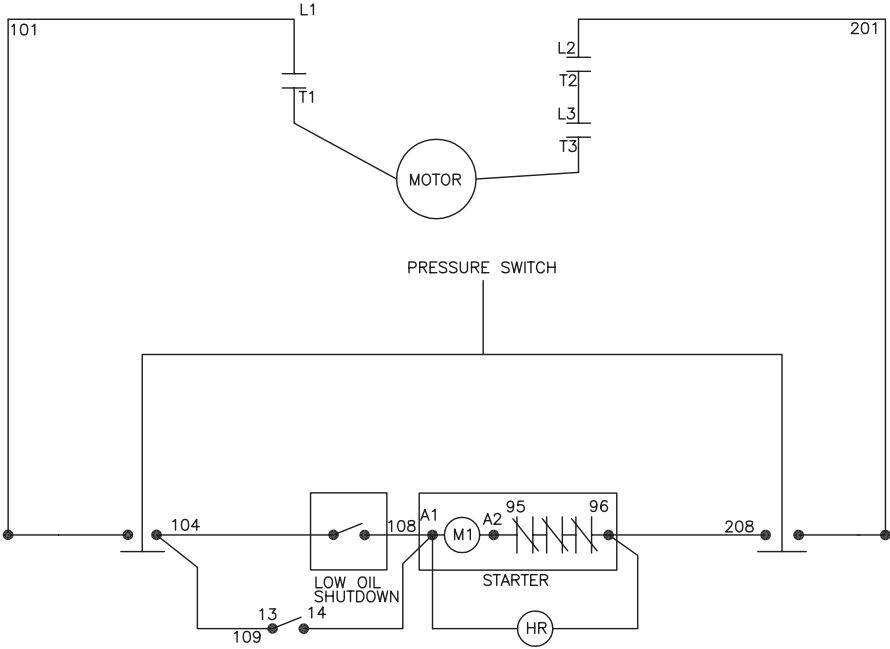 L1
101
201
L2
T2
T1
L3
T3
MOTOR
PRESSURE SWITCH
104
108
A1
M1
A2
95
96
208
LOW OIL
SHUTDOWN
STARTER
13
14
109
HR